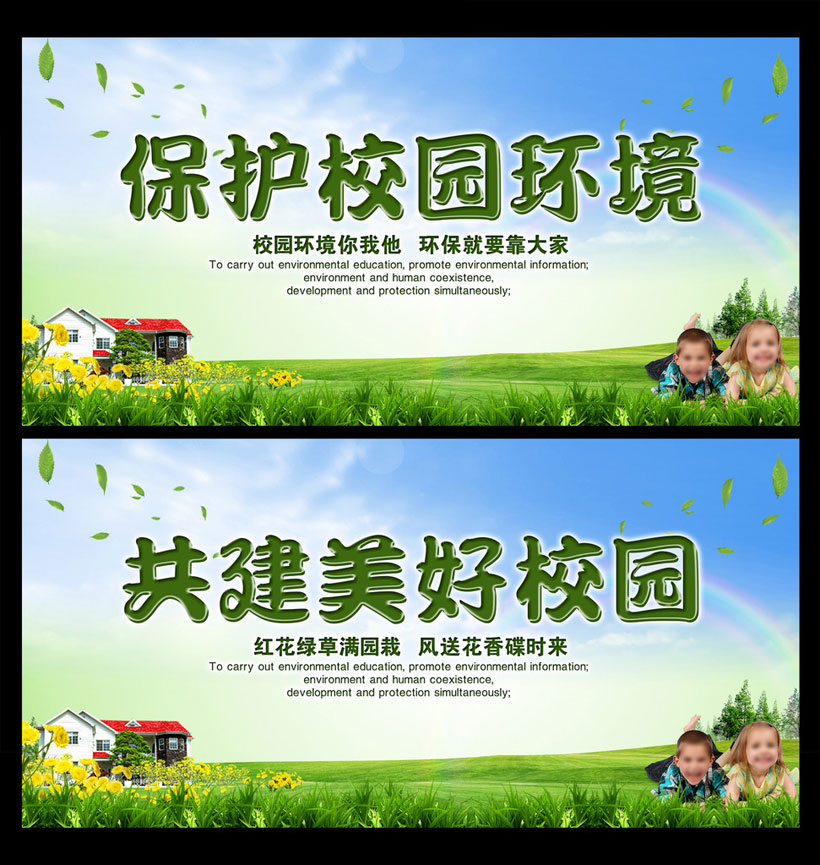 保护校园环境
校园环境你我他 环保就要靠大家
To carry out environmental education, promote environmental information;
environment and human coexistence,
development and protection simultaneously;
共建美好校园
红花绿草满园栽 风送花香碟时来
To carry out environmental education, promote environmental information;
environment and human coexistence,
development and protection simultaneously;